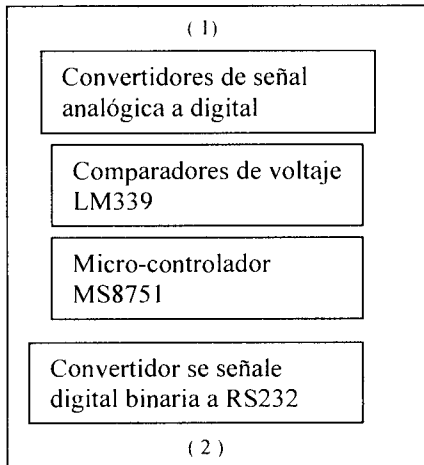 ( 1)
Convertidores de señal
analógica a digital
Comparadores de voltaje
LM339
Micro-controlador
MS8751
Convertidor se señale
digital binaria a RS232
( 2 )